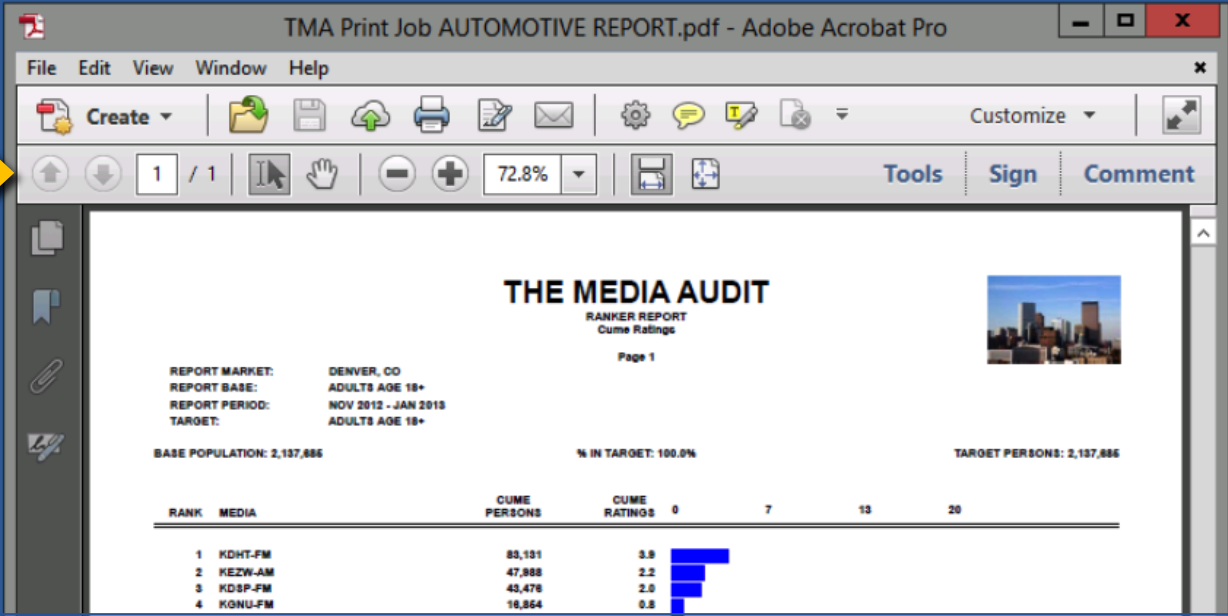 TMA Print Job AUTOMOTIVE REPORT.pdf - Adobe Acrobat Pro
File Edit View Window Help
Create Customize
1 / 1 72.8% Tools Sign Comment
THE MEDIA AUDIT
RANKER REPORT
Cume Ratings
Page 1
REPORT MARKET: DENVER, CO
REPORT BASE: ADULTS AGE 18+
REPORT PERIOD: NOV 2012 - JAN 2013
TARGET: ADULTS AGE 18+
BASE POPULATION: 2,137,685 % IN TARGET: 100.0% TARGET PERSONS: 2,137,685
CUME CUME
RANK MEDIA PERSONS RATINGS 0 7 13 20
1 KDHT-FM 83,131 3.9
2 KEZW-AM 47,988 2.2
3 KDSP-FM 43,476 2.0
4 KGNU-FM 16,854 0.8